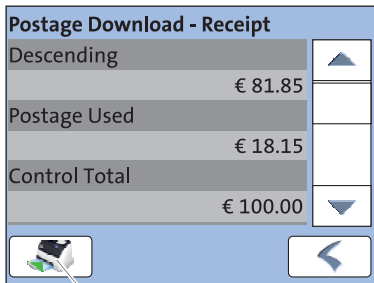 Postage Download - Receipt
Descending
€ 81.85
Postage Used
€ 18.15
Control Total
€ 100.00